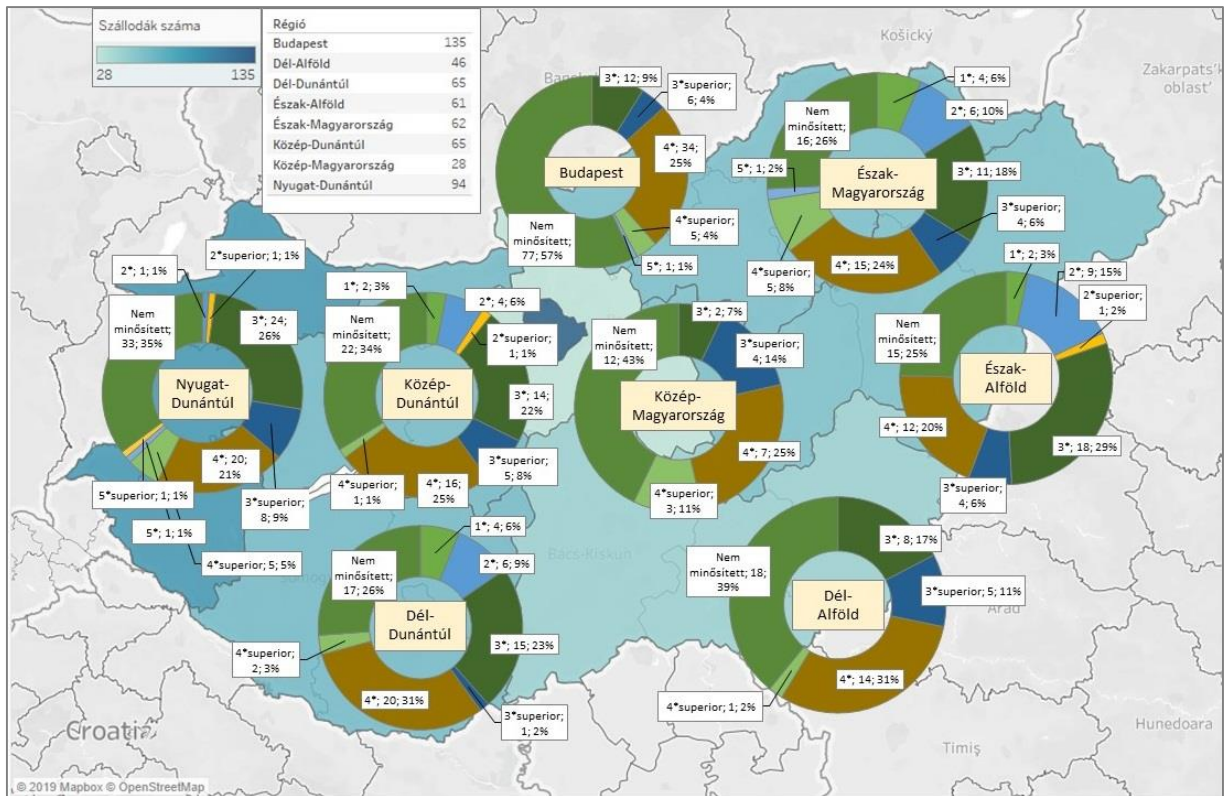 Szállodák száma
28 135
Régió
Budapest 135
Dél-Alföld 46
Dél-Dunántúl 65
Észak-Alföld 61
Észak-Magyarország 62
Közép-Dunántúl 65
Közép-Magyarország 28
Nyugat-Dunántúl 94
Košický
Zakarpats'k
oblast'
3*; 12; 9%
3*superior;
6; 4%
4*; 34;
25%
4*superior;
5; 4%
5*; 1; 1%
Nem
minősített;
77; 57%
Budapest
1*; 4; 6%
2*; 6; 10%
3*; 11; 18%
3*superior;
4; 6%
4*; 15; 24%
4*superior;
5; 8%
5*; 1; 2%
Nem
minősített;
16; 26%
Észak-
Magyarország
2*; 1; 1%
2*superior; 1; 1%
3*; 24;
26%
3*superior;
8; 9%
4*; 20;
21%
4*superior; 5; 5%
5*; 1; 1%
5*superior; 1; 1%
Nem
minősített;
33; 35%
Nyugat-
Dunántúl
1*; 2; 3%
2*; 4; 6%
2*superior;
1; 1%
3*; 14;
22%
3*superior;
5; 8%
4*; 16;
25%
4*superior;
1; 1%
Nem
minősített;
22; 34%
Közép-
Dunántúl
3*; 2; 7%
3*superior;
4; 14%
4*; 7; 25%
4*superior;
3; 11%
Nem
minősített;
12; 43%
Közép-
Magyarország
1*; 2; 3%
2*; 9; 15%
2*superior;
1; 2%
3*; 18; 29%
3*superior;
4; 6%
4*; 12; 20%
Nem
minősített;
15; 25%
Észak-
Alföld
1*; 4; 6%
2*; 6; 9%
3*; 15; 23%
3*superior;
1; 2%
4*; 20; 31%
4*superior;
2; 3%
Nem
minősített;
17; 26%
Dél-
Dunántúl
3*; 8; 17%
3*superior; 5; 11%
4*; 14; 31%
4*superior; 1; 2%
Nem
minősített; 18;
39%
Dél-
Alföld
Bács-Kiskun
Arad
Hunedoara
Timiș
Croatia
© 2019 Mapbox © OpenStreetMap